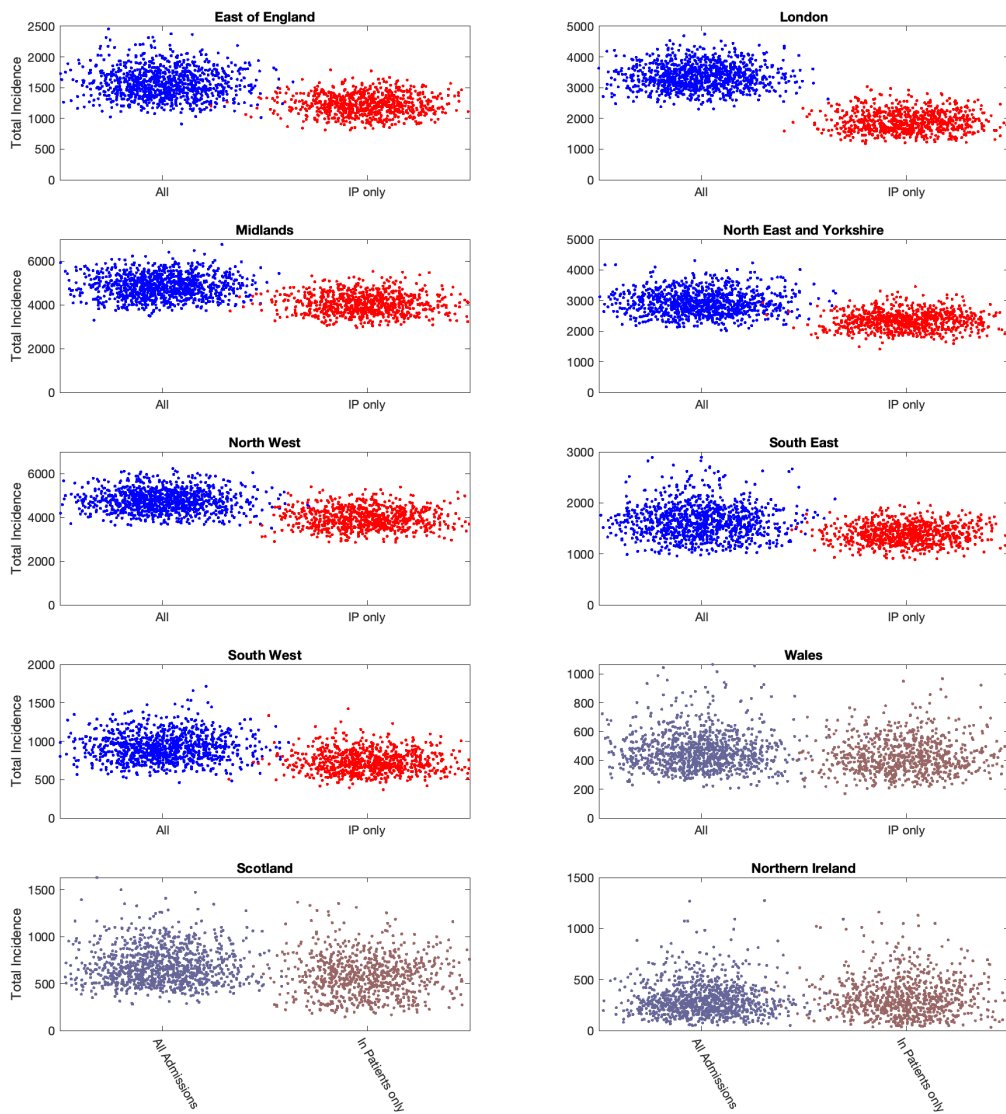 East of England
London
Total Incidence
2500
2000
1500
1000
500
0
All
IP only
5000
4000
3000
2000
1000
0
All
IP only
Midlands
North East and Yorkshire
Total Incidence
6000
4000
2000
0
All
IP only
5000
4000
3000
2000
1000
0
All
IP only
North West
South East
Total Incidence
6000
4000
2000
0
All
IP only
3000
2000
1000
0
All
IP only
South West
Wales
Total Incidence
2000
1500
1000
500
0
All
IP only
1000
800
600
400
200
0
All
IP only
Scotland
Northern Ireland
Total Incidence
1500
1000
500
0
All Admissions
In Patients only
1500
1000
500
0
All Admissions
In Patients only